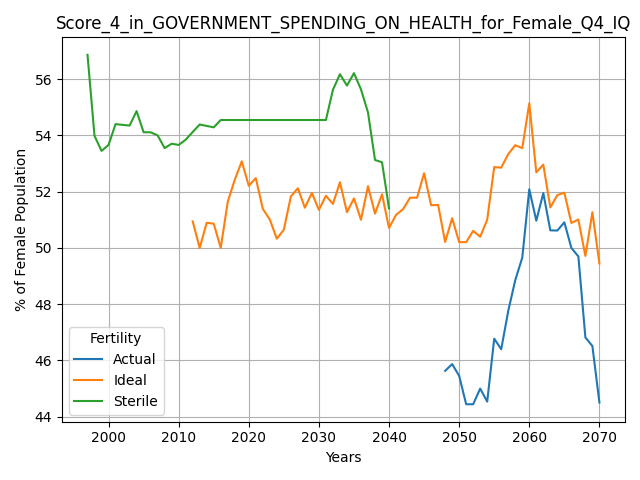 Score_4_in_GOVERNMENT_SPENDING_ON_HEALTH_for_Female_Q4_IQ
% of Female Population
56
54
52
50
48
46
44
Fertility
Actual
Ideal
Sterile
2000 2010 2020 2030 2040 2050 2060 2070
Years